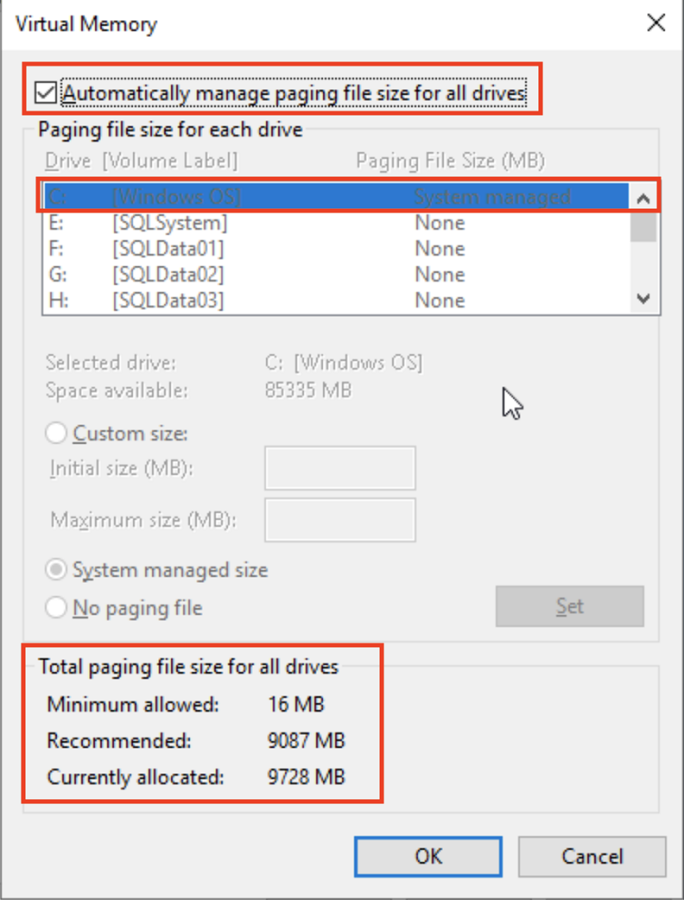 Virtual Memory
Automatically manage paging file size for all drives
Paging file size for each drive
Drive [Volume Label] Paging File Size (MB)
C: [Windows OS] System managed
E: [SQLSystem] None
F: [SQLData01] None
G: [SQLData02] None
H: [SQLData03] None
Selected drive: C: [Windows OS]
Space available: 85335 MB
Custom size:
Initial size (MB):
Maximum size (MB):
System managed size
No paging file Set
Total paging file size for all drives
Minimum allowed: 16 MB
Recommended: 9087 MB
Currently allocated: 9728 MB
OK Cancel